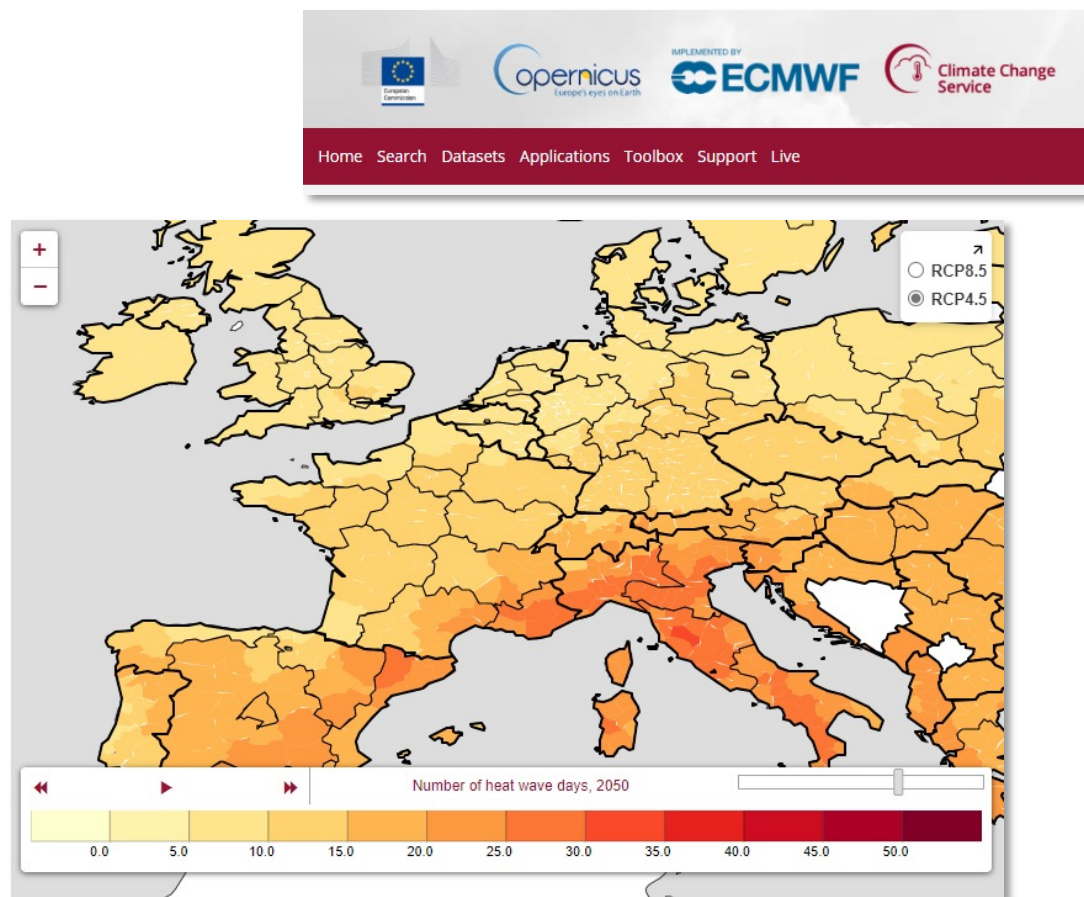 IMPLEMENTED BY
European
Commission
opernicus
Europe's eyes on Earth
ECMWF
Climate Change
Service
Home Search Datasets Applications Toolbox Support Live
+
−
RCP8.5
RCP4.5
Number of heat wave days, 2050
0.0 5.0 10.0 15.0 20.0 25.0 30.0 35.0 40.0 45.0 50.0